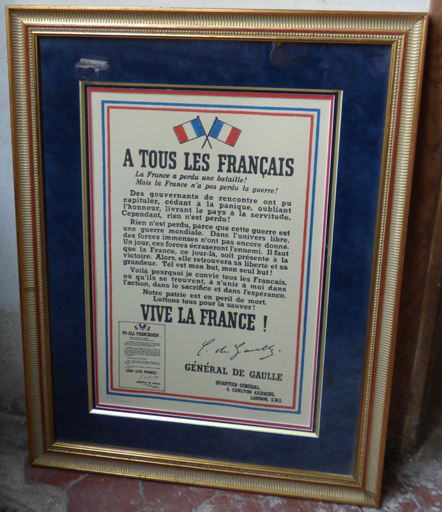 A TOUS LES FRANÇAIS
La France a perdu une bataille!
Mais la France n'a pas perdu la guerre!
Des gouvernants de rencontre ont pu
capituler, cédant à la panique, oubliant
l'honneur, livrant le pays à la servitude.
Cependant, rien n'est perdu!
Rien n'est perdu, parce que cette guerre est
une guerre mondiale. Dans l'univers libre,
des forces immenses n'ont pas encore donné.
Un jour, ces forces écraseront l'ennemi. Il faut
que la France, ce jour-là, soit présente à la
victoire. Alors, elle retrouvera sa liberté et sa
grandeur. Tel est mon but, mon seul but!
Voilà pourquoi je convie tous les Francais,
où qu'ils se trouvent, à s'unir à moi dans
l'action, dans le sacrifice et dans l'espérance.
Notre patrie est en péril de mort.
Luttons tous pour la sauver!
VIVE LA FRANCE !
C. de Gaulle.
GÉNÉRAL DE GAULLE
QUARTIER-GÉNÉRAL,
4, CARLTON GARDENS,
LONDON, S.W.1.
TO ALL FRENCHMEN